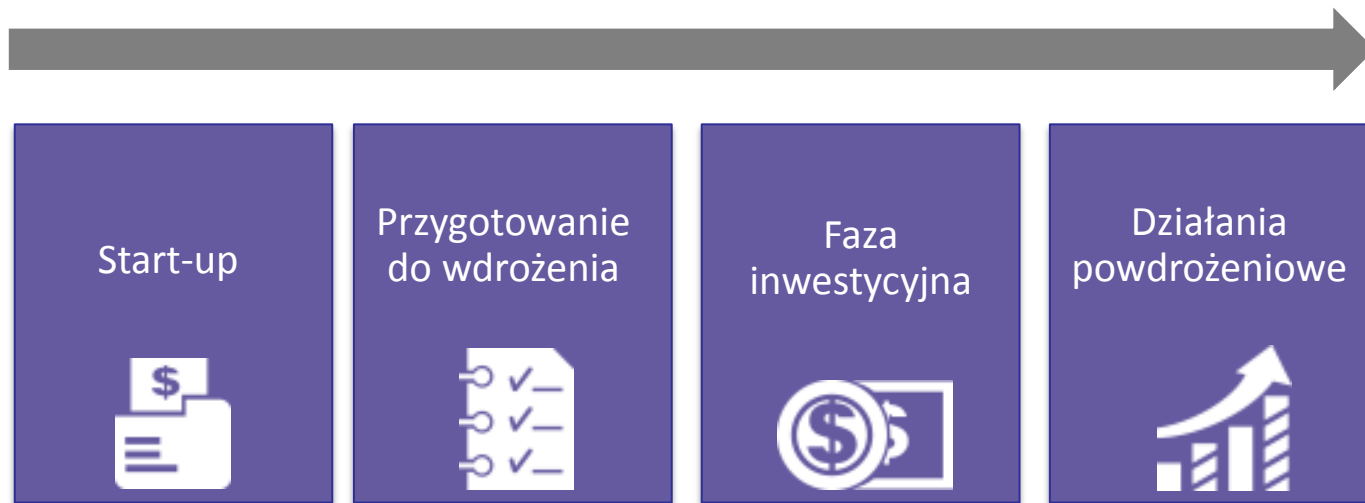 Start-up
Przygotowanie
do wdrożenia
Faza
inwestycyjna
Działania
powdrożeniowe
$
$
$